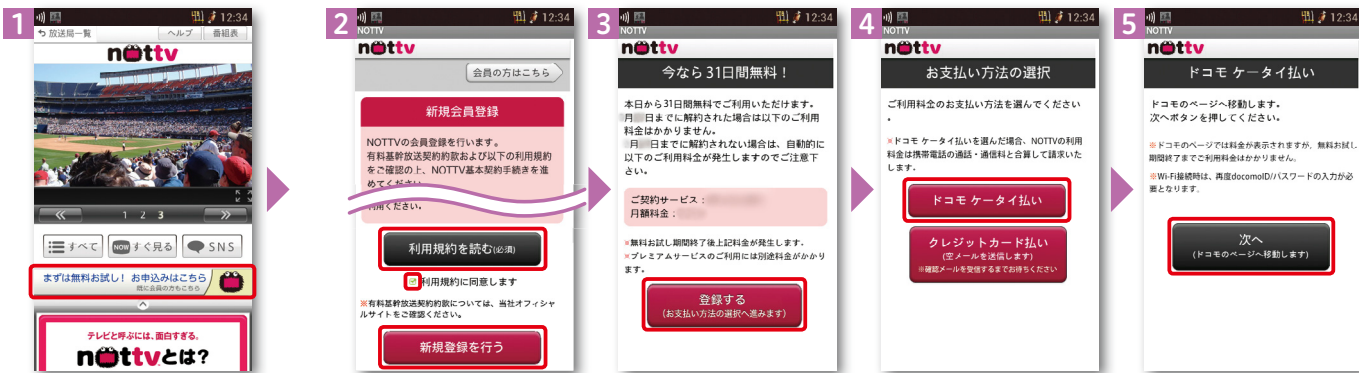 1
12:34
放送局一覧
ヘルプ
番組表
nottv
1 2 3
すべて
NOW すぐ見る
SNS
まずは無料お試し! お申込みはこちら
既に会員の方もこちら
テレビと呼ぶには、面白すぎる。
nottvとは?
2
12:34
NOTTV
nottv
会員の方はこちら
新規会員登録
NOTTVの会員登録を行います。
有料基幹放送契約約款および以下の利用規約
をご確認の上、NOTTV基本契約手続きを進
めてください。
利用ください。
利用規約を読む(必須)
利用規約に同意します
※有料基幹放送契約約款については、当社オフィシャ
ルサイトをご確認ください。
新規登録を行う
3
12:34
NOTTV
nottv
今なら31日間無料!
本日から31日間無料でご利用いただけます。
月 日までに解約された場合は以下のご利用
料金はかかりません。
月 日までに解約されない場合は、自動的に
以下のご利用料金が発生しますのでご注意下
さい。
ご契約サービス:
月額料金:
※無料お試し期間終了後上記料金が発生します。
※プレミアムサービスのご利用には別途料金がかかり
ます。
登録する
(お支払い方法の選択へ進みます)
4
12:34
NOTTV
nottv
お支払い方法の選択
ご利用料金のお支払い方法を選んでください
。
※ドコモ ケータイ払いを選んだ場合、NOTTVの利用
料金は携帯電話の通話・通信料と合算して請求いた
します。
ドコモ ケータイ払い
クレジットカード払い
(空メールを送信します)
※確認メールを受信するまでお待ちください
5
12:34
NOTTV
nottv
ドコモ ケータイ払い
ドコモのページへ移動します。
次へボタンを押してください。
※ドコモのページでは料金が表示されますが、無料お試し
期間終了までご利用料金はかかりません。
※Wi-Fi接続時は、再度docomoID/パスワードの入力が必
要となります。
次へ
(ドコモのページへ移動します)